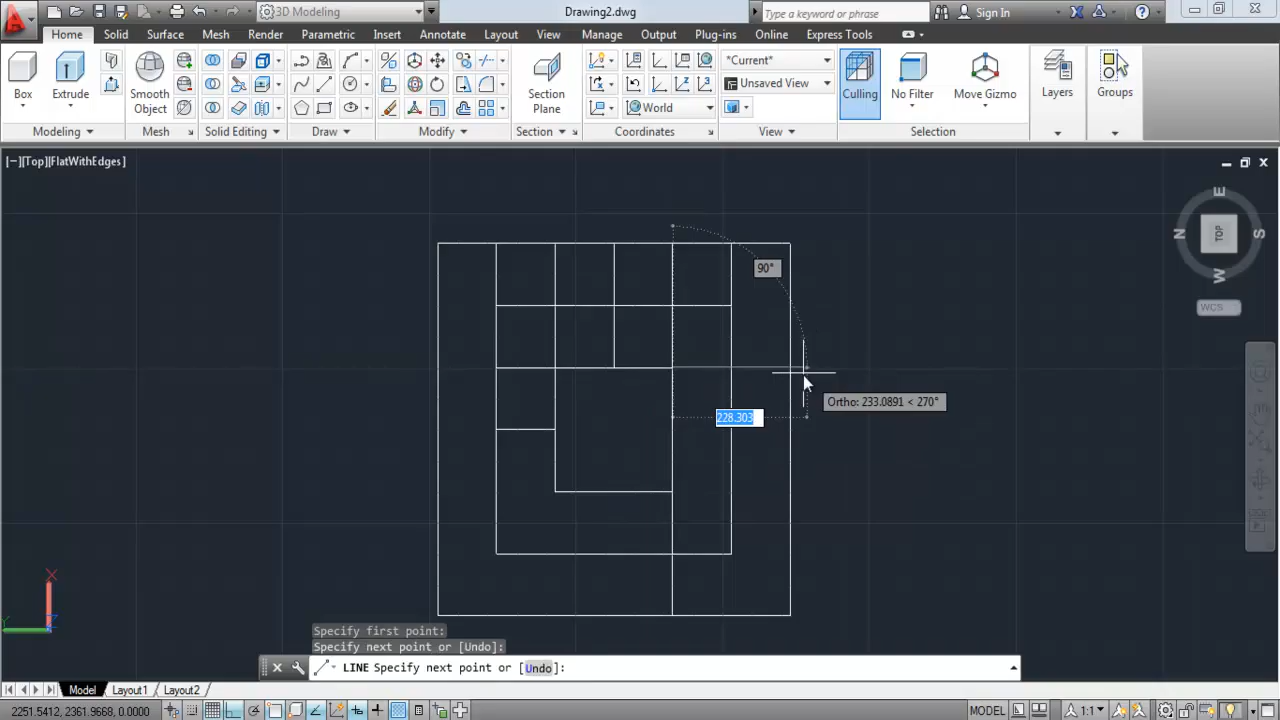 3D Modeling
Drawing2.dwg
Type a keyword or phrase
Sign In
Home
Solid
Surface
Mesh
Render
Parametric
Insert
Annotate
Layout
View
Manage
Output
Plug-ins
Online
Express Tools
Box
Extrude
Smooth
Object
Section
Plane
*Current*
Unsaved View
World
Culling
No Filter
Move Gizmo
Layers
Groups
Modeling
Mesh
Solid Editing
Draw
Modify
Section
Coordinates
View
Selection
[−][Top][FlatWithEdges]
E
N
TOP
S
W
WCS
90°
Ortho: 233.0891 < 270°
228.303
X
Y
Z
Specify first point:
Specify next point or [Undo]:
LINE Specify next point or [Undo]:
Model
Layout1
Layout2
2251.5412, 2361.9668, 0.0000
MODEL
1:1